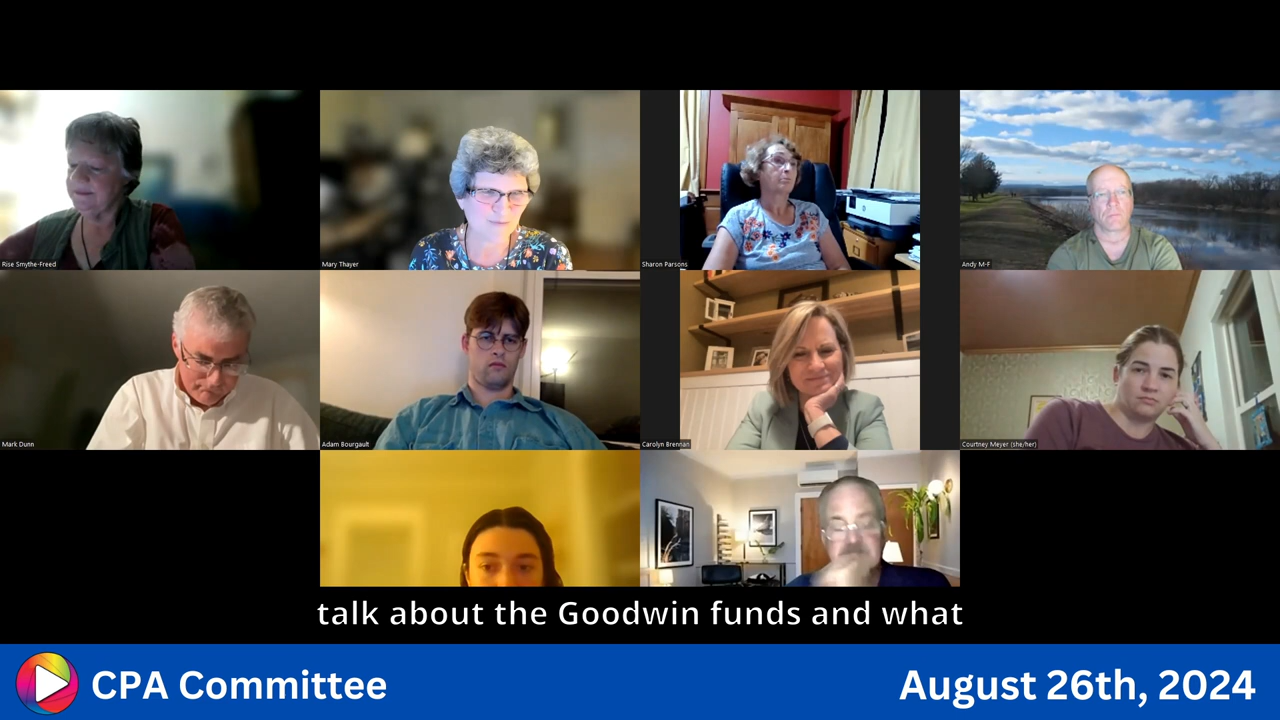 Rise Smythe-Freed
Mary Thayer
Sharon Parsons
Andy M-F
Mark Dunn
Adam Bourgault
Carolyn Brennan
Courtney Meyer (she/her)
talk about the Goodwin funds and what
CPA Committee
August 26th, 2024